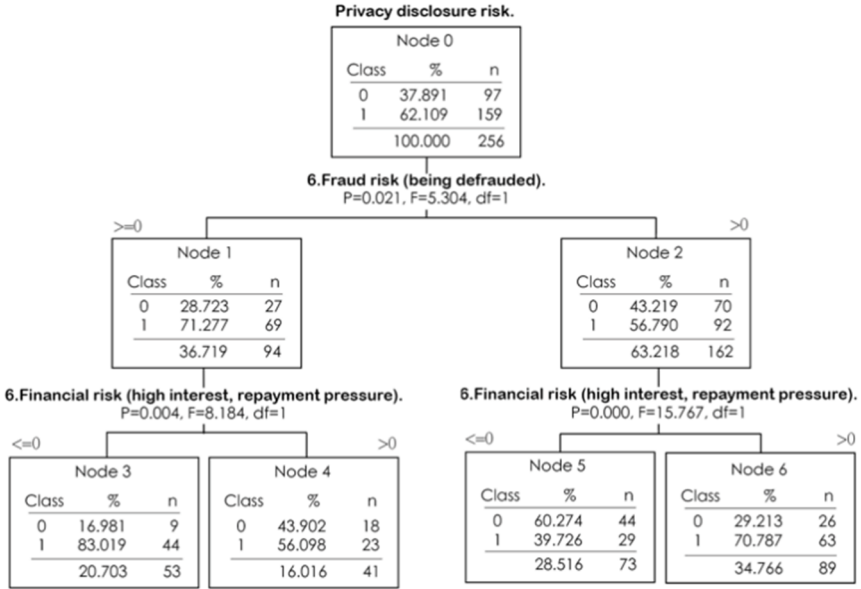 Privacy disclosure risk.
Node 0
Class % n
0 37.891 97
1 62.109 159
100.000 256
6.Fraud risk (being defrauded).
P=0.021, F=5.304, df=1
>=0
>0
Node 1
Class % n
0 28.723 27
1 71.277 69
36.719 94
Node 2
Class % n
0 43.219 70
1 56.790 92
63.218 162
6.Financial risk (high interest, repayment pressure).
P=0.004, F=8.184, df=1
6.Financial risk (high interest, repayment pressure).
P=0.000, F=15.767, df=1
<=0
>0
<=0
>0
Node 3
Class % n
0 16.981 9
1 83.019 44
20.703 53
Node 4
Class % n
0 43.902 18
1 56.098 23
16.016 41
Node 5
Class % n
0 60.274 44
1 39.726 29
28.516 73
Node 6
Class % n
0 29.213 26
1 70.787 63
34.766 89